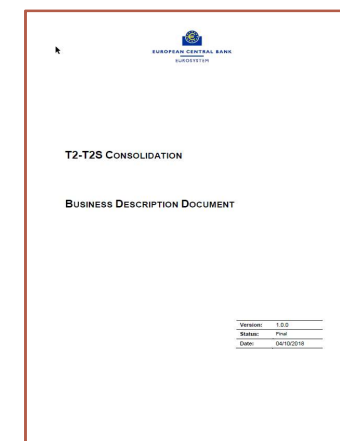 EUROPEAN CENTRAL BANK
EUROSYSTEM
T2-T2S CONSOLIDATION
BUSINESS DESCRIPTION DOCUMENT
Version: 1.0.0
Status: Final
Date: 04/10/2018